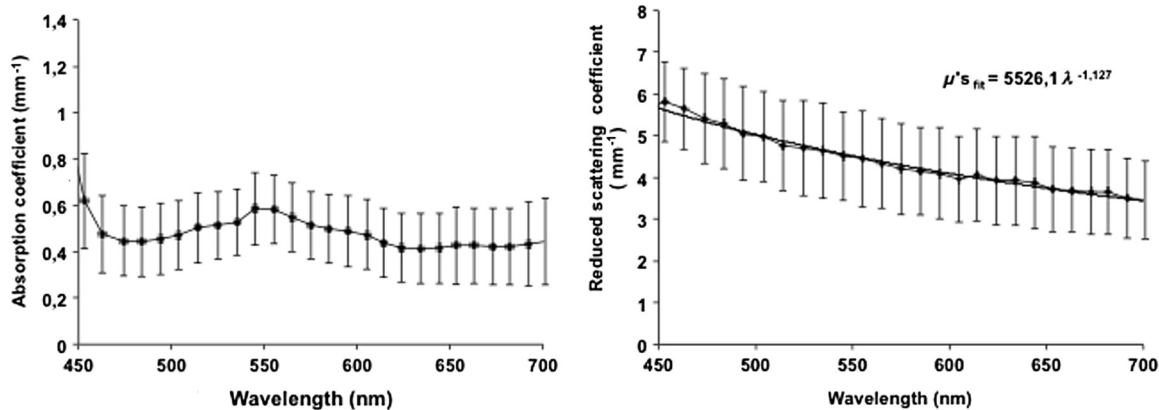 1,4
1,2
1
0,8
0,6
0,4
0,2
0
Absorption coefficient (mm⁻¹)
450 500 550 600 650 700
Wavelength (nm)
8
7
6
5
4
3
2
1
0
Reduced scattering coefficient
( mm⁻¹)
µ's fit = 5526,1 λ ⁻¹,¹²⁷
450 500 550 600 650 700
Wavelength (nm)